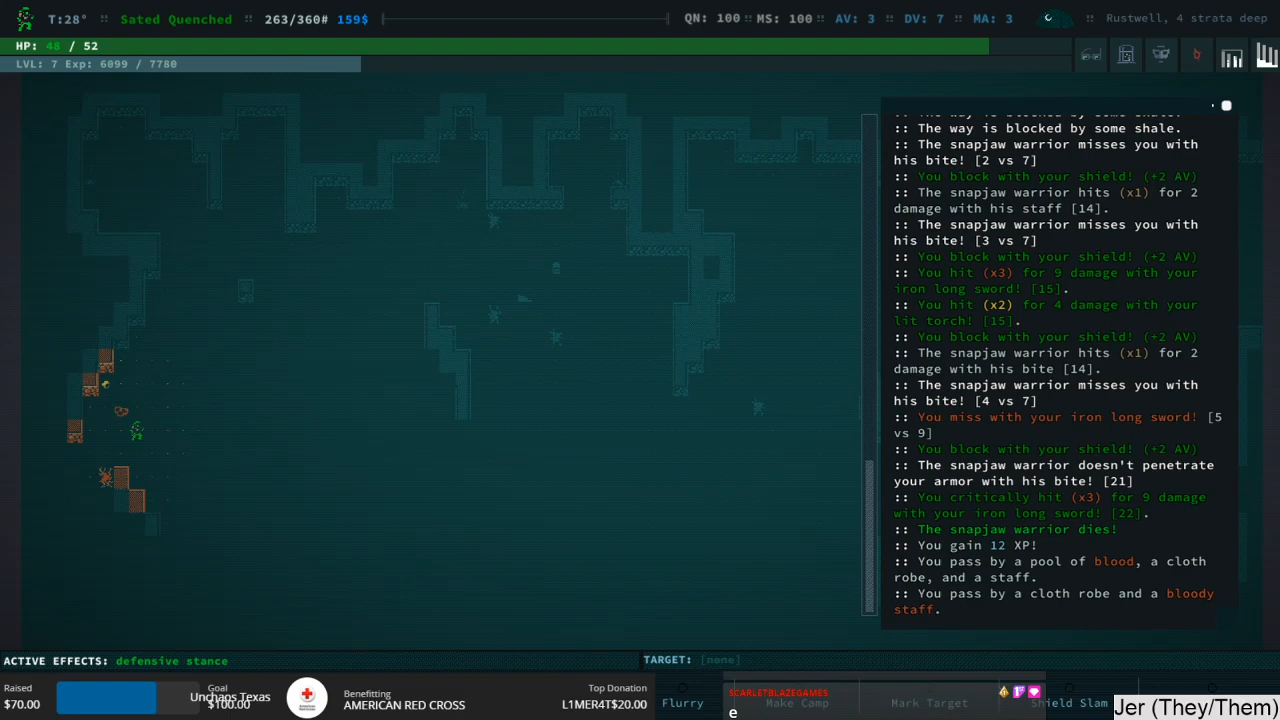 T:28° :: Sated Quenched :: 263/360# 159$ QN: 100 :: MS: 100 :: AV: 3 :: DV: 7 :: MA: 3 :: Rustwell, 4 strata deep
HP: 48 / 52
LVL: 7 Exp: 6099 / 7780
:: The way is blocked by some shale.
:: The way is blocked by some shale.
:: The snapjaw warrior misses you with
his bite! [2 vs 7]
:: You block with your shield! (+2 AV)
:: The snapjaw warrior hits (x1) for 2
damage with his staff [14].
:: The snapjaw warrior misses you with
his bite! [3 vs 7]
:: You block with your shield! (+2 AV)
:: You hit (x3) for 9 damage with your
iron long sword! [15].
:: You hit (x2) for 4 damage with your
lit torch! [15].
:: You block with your shield! (+2 AV)
:: The snapjaw warrior hits (x1) for 2
damage with his bite [14].
:: The snapjaw warrior misses you with
his bite! [4 vs 7]
:: You miss with your iron long sword! [5
vs 9]
:: You block with your shield! (+2 AV)
:: The snapjaw warrior doesn't penetrate
your armor with his bite! [21]
:: You critically hit (x3) for 9 damage
with your iron long sword! [22].
:: The snapjaw warrior dies!
:: You gain 12 XP!
:: You pass by a pool of blood, a cloth
robe, and a staff.
:: You pass by a cloth robe and a bloody
staff.
ACTIVE EFFECTS: defensive stance TARGET: [none]
Raised
$70.00
Goal
Unchaos Texas
Benefitting
AMERICAN RED CROSS
Top Donation
L1MER4T$20.00
Flurry
SCARLETBLAZEGAMES
e
Make Camp
Mark Target
Shield Slam
Jer (They/Them)